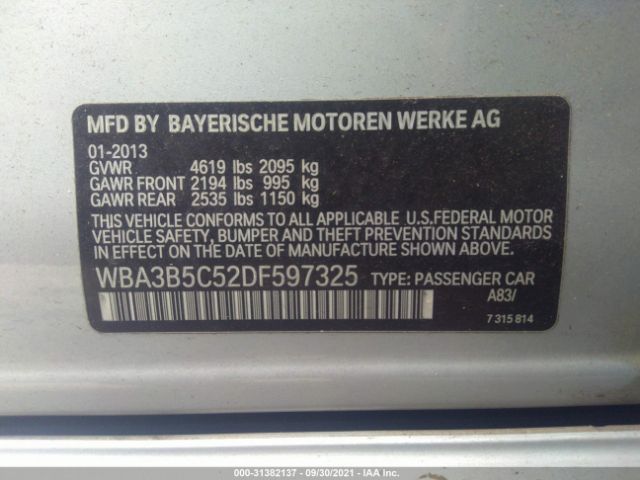 MFD BY BAYERISCHE MOTOREN WERKE AG
01-2013
GVWR 4619 lbs 2095 kg
GAWR FRONT 2194 lbs 995 kg
GAWR REAR 2535 lbs 1150 kg
THIS VEHICLE CONFORMS TO ALL APPLICABLE U.S.FEDERAL MOTOR
VEHICLE SAFETY, BUMPER AND THEFT PREVENTION STANDARDS
IN EFFECT ON THE DATE OF MANUFACTURE SHOWN ABOVE.
WBA3B5C52DF597325 TYPE: PASSENGER CAR
A83/
7 315 814
000-31382137 - 09/30/2021 - IAA Inc.